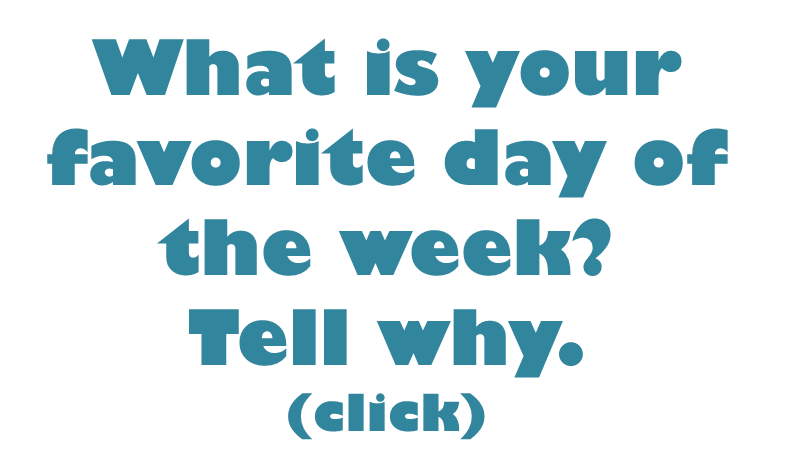 What is your
favorite day of
the week?
Tell why.
(click)